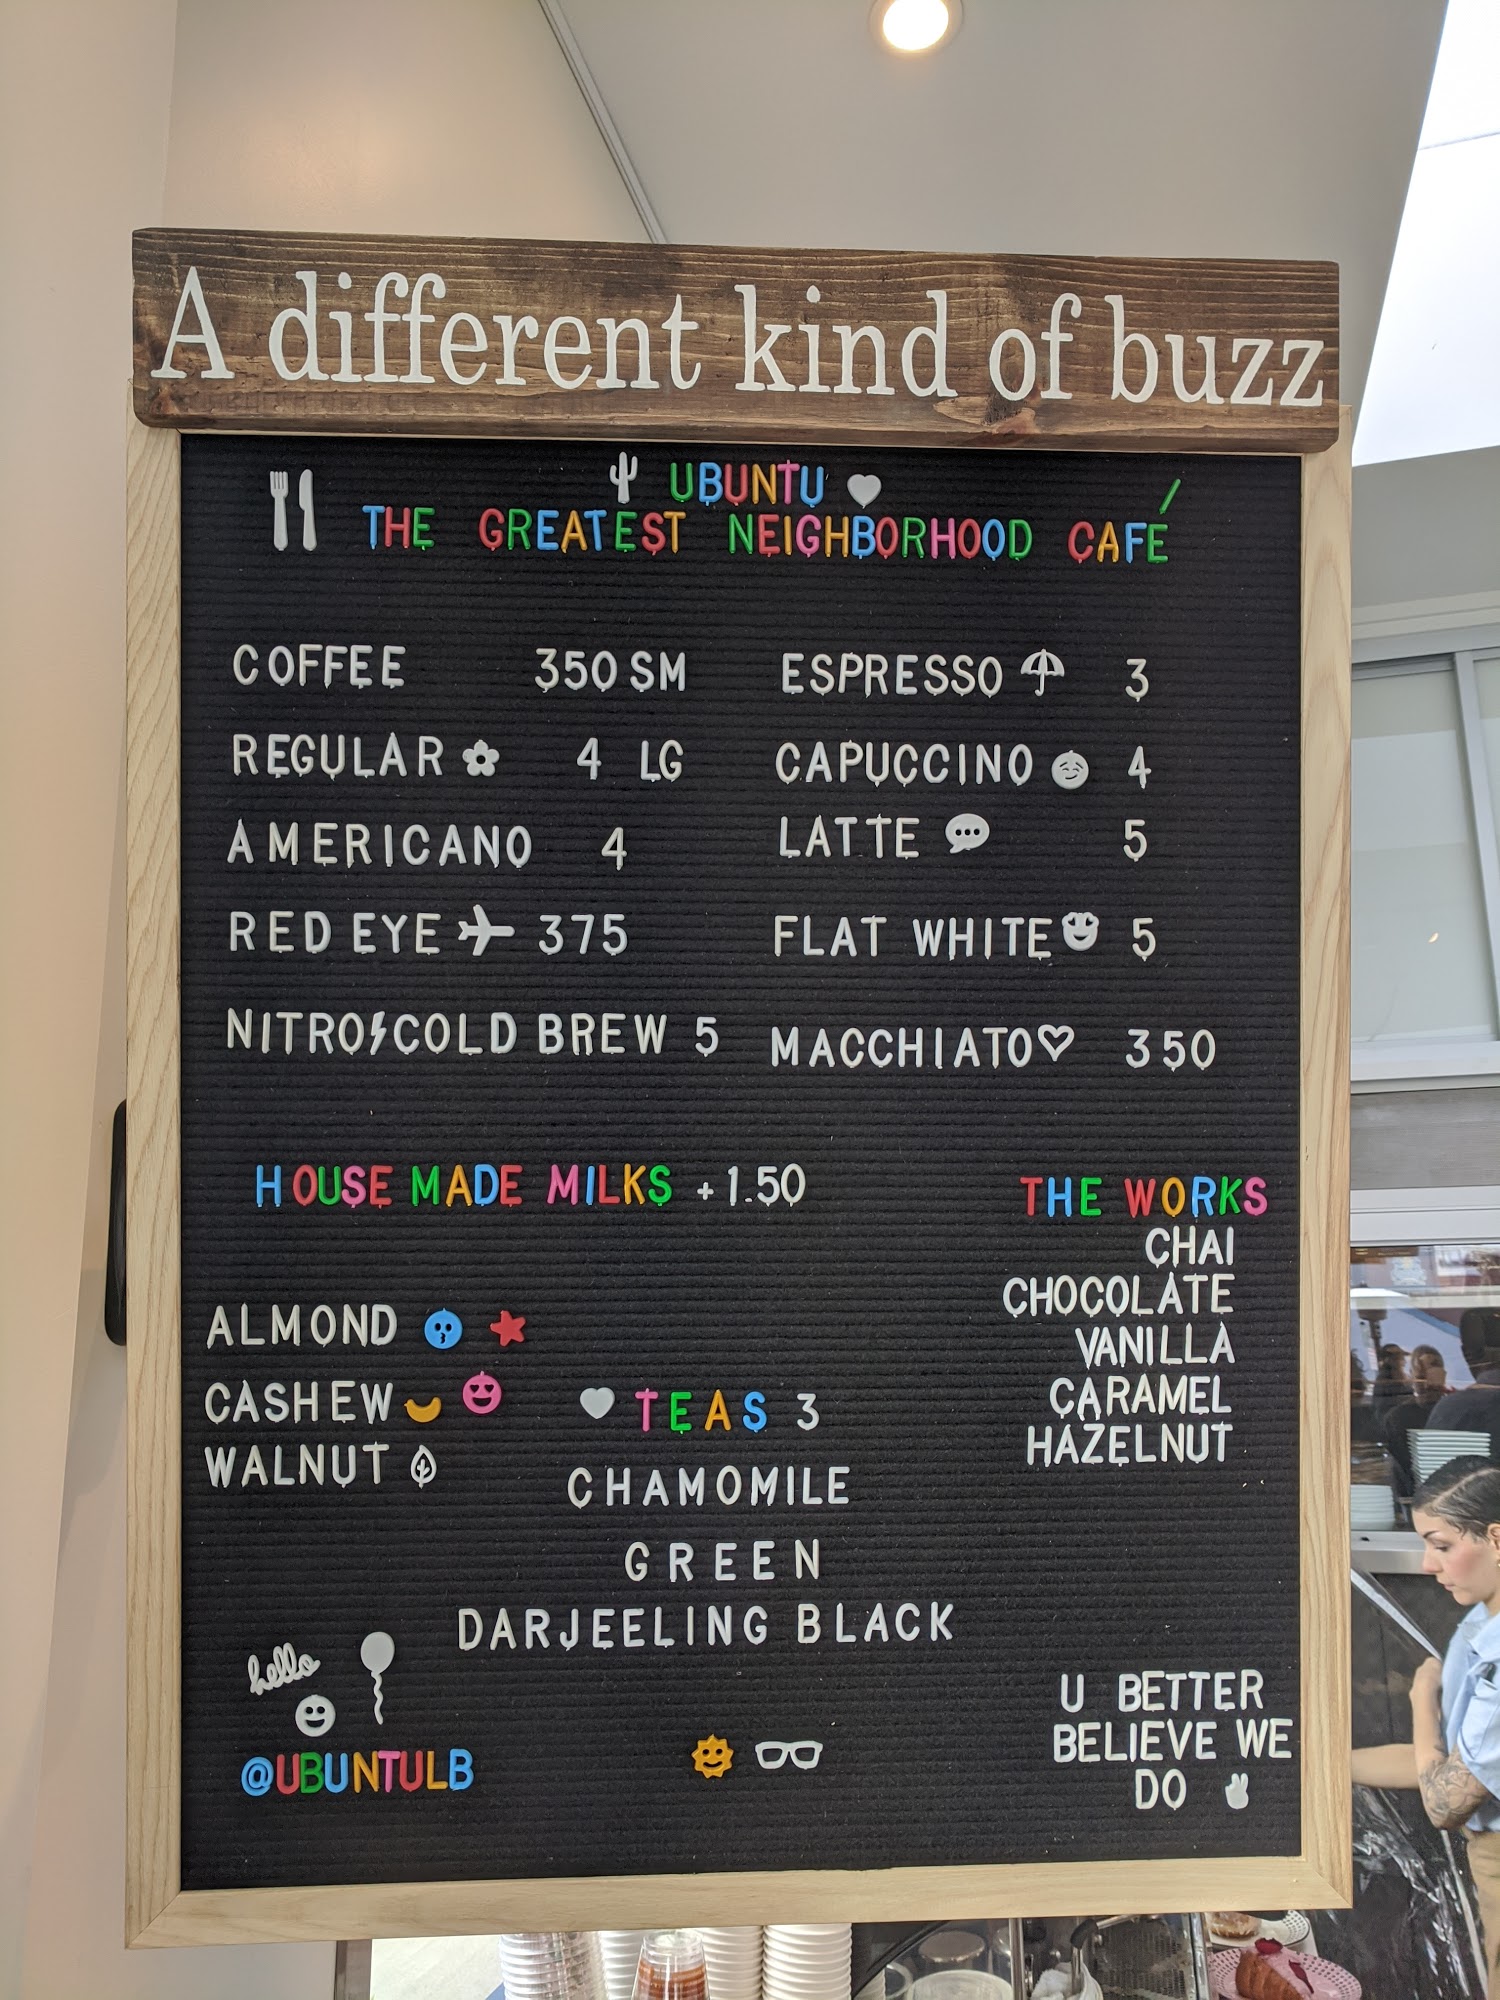 A different kind of buzz
UBUNTU
THE GREATEST NEIGHBORHOOD CAFÉ
COFFEE 350 SM
REGULAR 4 LG
AMERICANO 4
RED EYE 375
NITRO COLD BREW 5
ESPRESSO 3
CAPUCCINO 4
LATTE 5
FLAT WHITE 5
MACCHIATO 350
HOUSE MADE MILKS +1.50
ALMOND
CASHEW
WALNUT
TEAS 3
CHAMOMILE
GREEN
DARJEELING BLACK
THE WORKS
CHAI
CHOCOLATE
VANILLA
CARAMEL
HAZELNUT
hello
@UBUNTULB
U BETTER
BELIEVE WE
DO